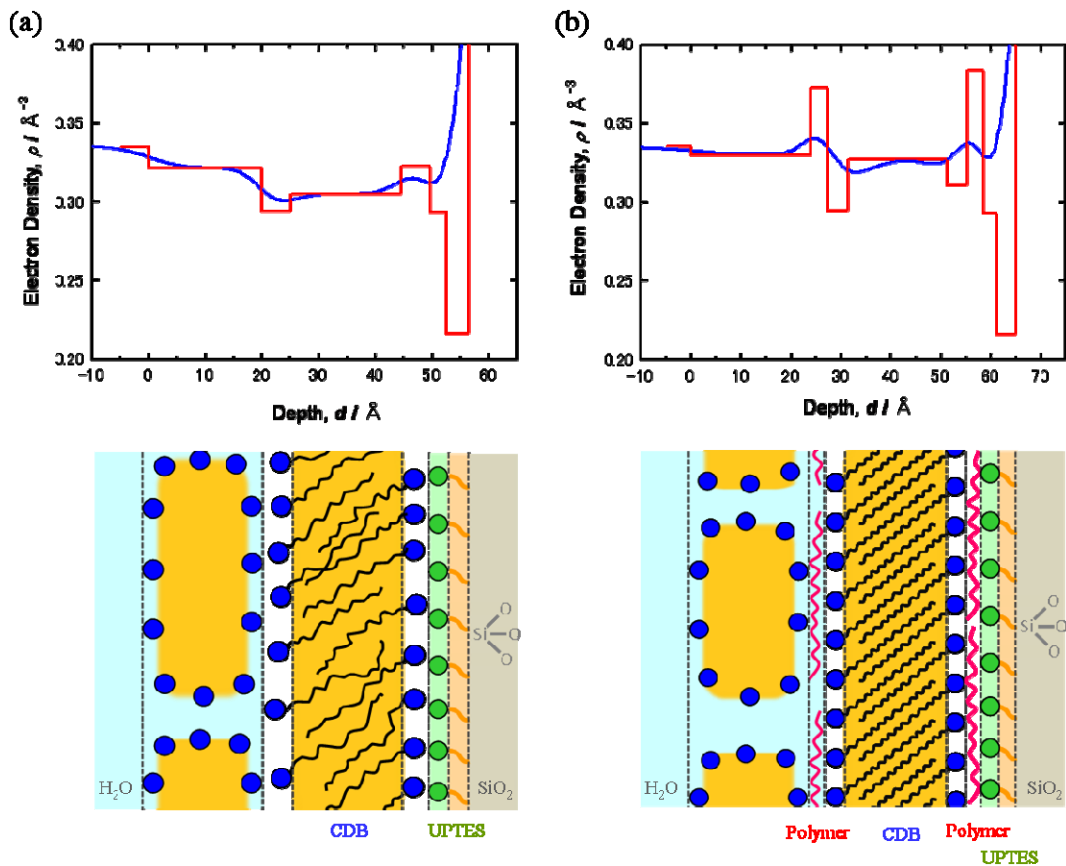 (a)
0.40
0.35
0.30
0.25
0.20
Electron Density, ρ / Å⁻³
-10 0 10 20 30 40 50 60
Depth, d / Å
H₂O
Si
O
O
O
SiO₂
CDB
UPTES
(b)
0.40
0.35
0.30
0.25
0.20
Electron Density, ρ / Å⁻³
-10 0 10 20 30 40 50 60 70
Depth, d / Å
H₂O
Si
O
O
O
SiO₂
Polymer
CDB
Polymer
UPTES